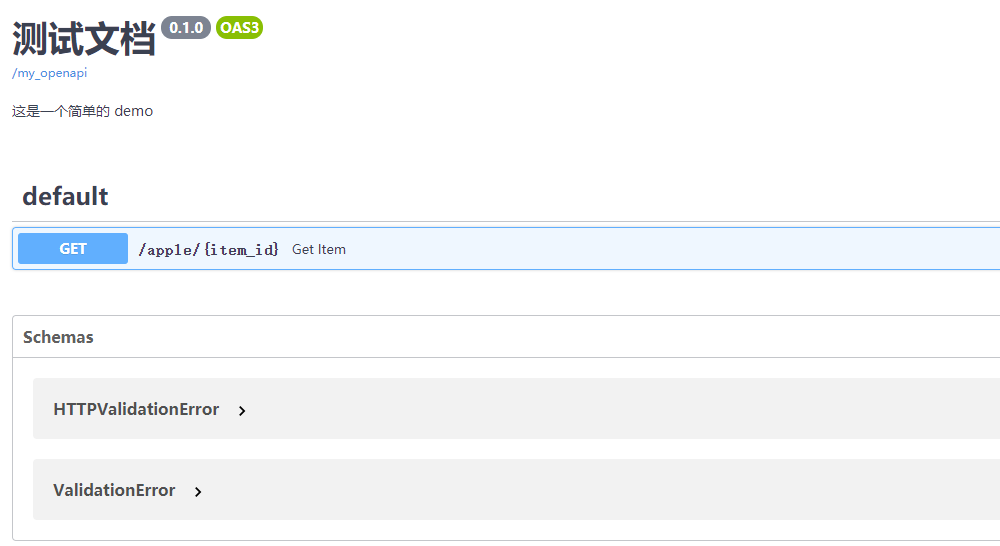 测试文档 0.1.0 OAS3
/my_openapi
这是一个简单的 demo
default
GET /apple/{item_id} Get Item
Schemas
HTTPValidationError
ValidationError